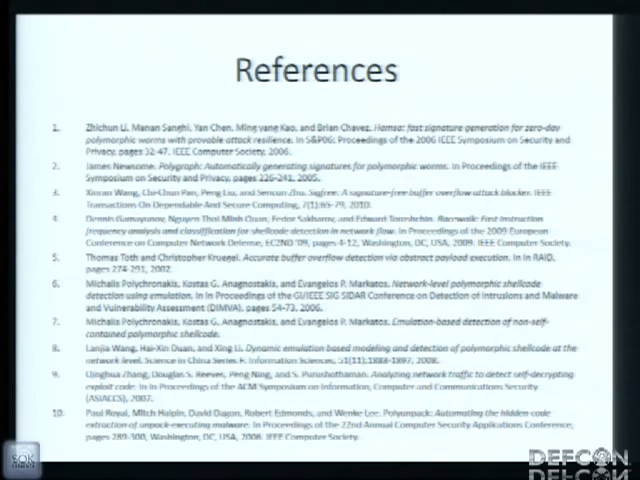 References
1. Zhichun Li, Manan Sanghi, Yan Chen, Ming yang Kao, and Brian Chavez. Hamsa: fast signature generation for zero-day
polymorphic worms with provable attack resilience. In S&P06: Proceedings of the 2006 IEEE Symposium on Security and
Privacy, pages 32-47. IEEE Computer Society, 2006.
2. James Newsome. Polygraph: Automatically generating signatures for polymorphic worms. In Proceedings of the IEEE
Symposium on Security and Privacy, pages 226-241, 2005.
3. Xinran Wang, Chi-Chun Pan, Peng Liu, and Sencun Zhu. Sigfree: A signature-free buffer overflow attack blocker. IEEE
Transactions On Dependable And Secure Computing, 7(1):65-79, 2010.
4. Dennis Gamayunov, Nguyen Thoi Minh Quan, Fedor Sakharov, and Edward Toroshchin. Racewalk: Fast instruction
frequency analysis and classification for shellcode detection in network flow. In Proceedings of the 2009 European
Conference on Computer Network Defense, EC2ND '09, pages 4-12, Washington, DC, USA, 2009. IEEE Computer Society.
5. Thomas Toth and Christopher Kruegel. Accurate buffer overflow detection via abstract payload execution. In In RAID,
pages 274-291, 2002.
6. Michalis Polychronakis, Kostas G. Anagnostakis, and Evangelos P. Markatos. Network-level polymorphic shellcode
detection using emulation. In In Proceedings of the GI/IEEE SIG SIDAR Conference on Detection of Intrusions and Malware
and Vulnerability Assessment (DIMVA), pages 54-73, 2006.
7. Michalis Polychronakis, Kostas G. Anagnostakis, and Evangelos P. Markatos. Emulation-based detection of non-self-
contained polymorphic shellcode.
8. Lanjia Wang, Hai-Xin Duan, and Xing Li. Dynamic emulation based modeling and detection of polymorphic shellcode at the
network level. Science in China Series F: Information Sciences, 51(11):1883-1897, 2008.
9. Qinghua Zhang, Douglas S. Reeves, Peng Ning, and S. Purushothaman. Analyzing network traffic to detect self-decrypting
exploit code. In In Proceedings of the ACM Symposium on Information, Computer and Communications Security
(ASIACCS), 2007.
10. Paul Royal, Mitch Halpin, David Dagon, Robert Edmonds, and Wenke Lee. Polyunpack: Automating the hidden-code
extraction of unpack-executing malware. In Proceedings of the 22nd Annual Computer Security Applications Conference,
pages 289-300, Washington, DC, USA, 2006. IEEE Computer Society.
SOK
DEFCON
DEFCON